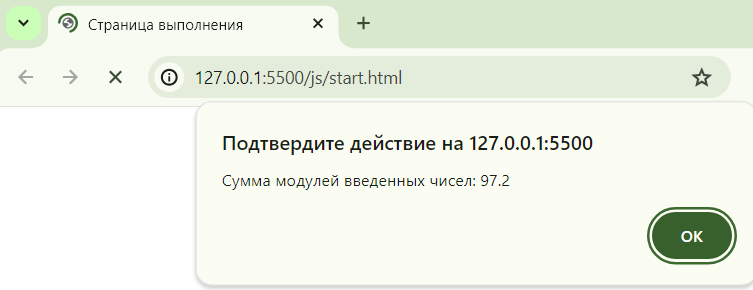 Страница выполнения
127.0.0.1:5500/js/start.html
Подтвердите действие на 127.0.0.1:5500
Сумма модулей введенных чисел: 97.2
ОК